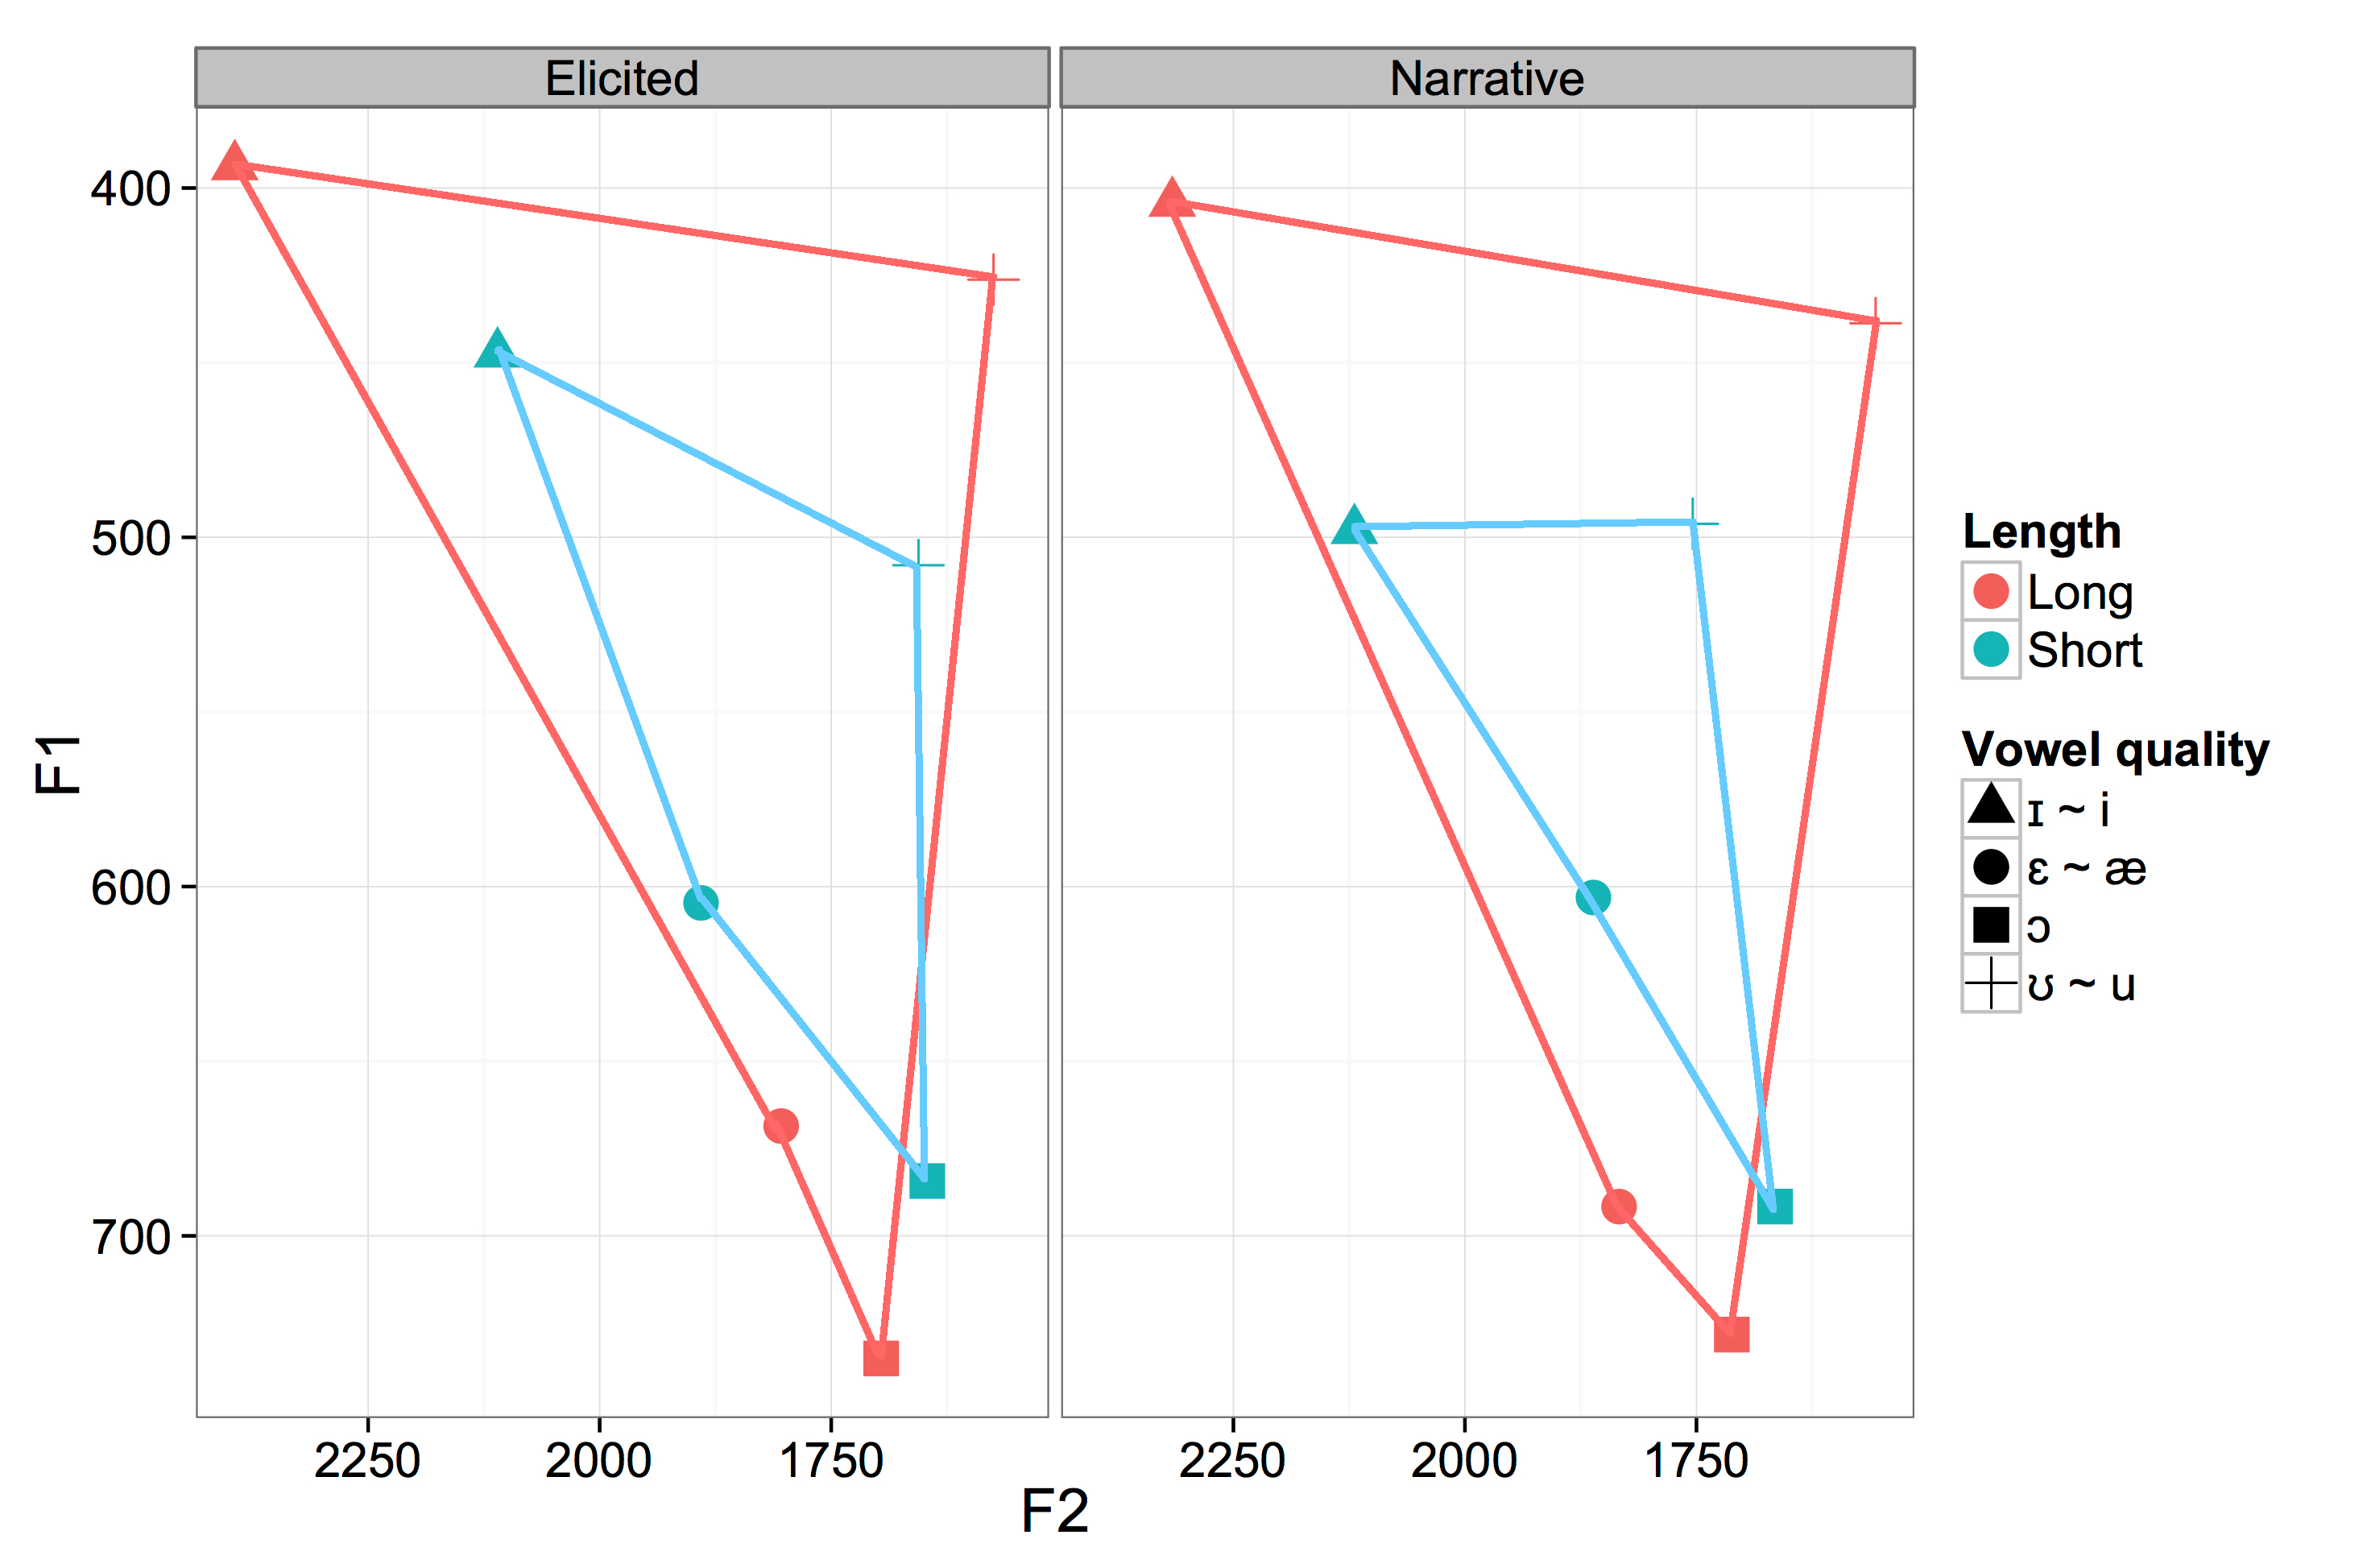 Elicited
Narrative
400
500
600
700
F1
2250
2000
1750
2250
2000
1750
F2
Length
Long
Short
Vowel quality
ɪ ~ i
ɛ ~ æ
ɔ
ʊ ~ u